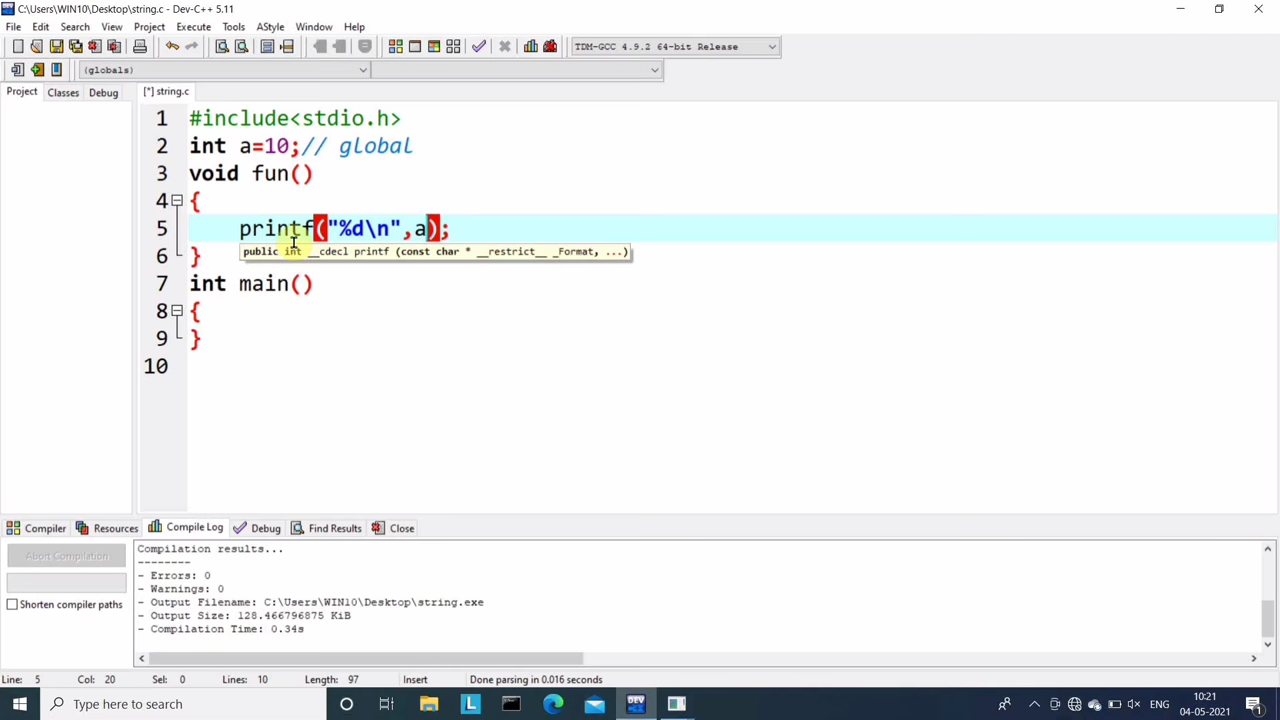 C:\Users\WIN10\Desktop\string.c - Dev-C++ 5.11
File Edit Search View Project Execute Tools AStyle Window Help
TDM-GCC 4.9.2 64-bit Release
(globals)
Project Classes Debug [*] string.c
1 #include<stdio.h>
2 int a=10;// global
3 void fun()
4 {
5 printf("%d\n",a);
public int __cdecl printf (const char * __restrict__ _Format, ...)
6 }
7 int main()
8 {
9 }
10
Compiler Resources Compile Log Debug Find Results Close
Abort Compilation
Shorten compiler paths
Compilation results...
--------
- Errors: 0
- Warnings: 0
- Output Filename: C:\Users\WIN10\Desktop\string.exe
- Output Size: 128.466796875 KiB
- Compilation Time: 0.34s
Line: 5 Col: 20 Sel: 0 Lines: 10 Length: 97 Insert Done parsing in 0.016 seconds
Type here to search
L
DEV
ENG
10:21
04-05-2021
1